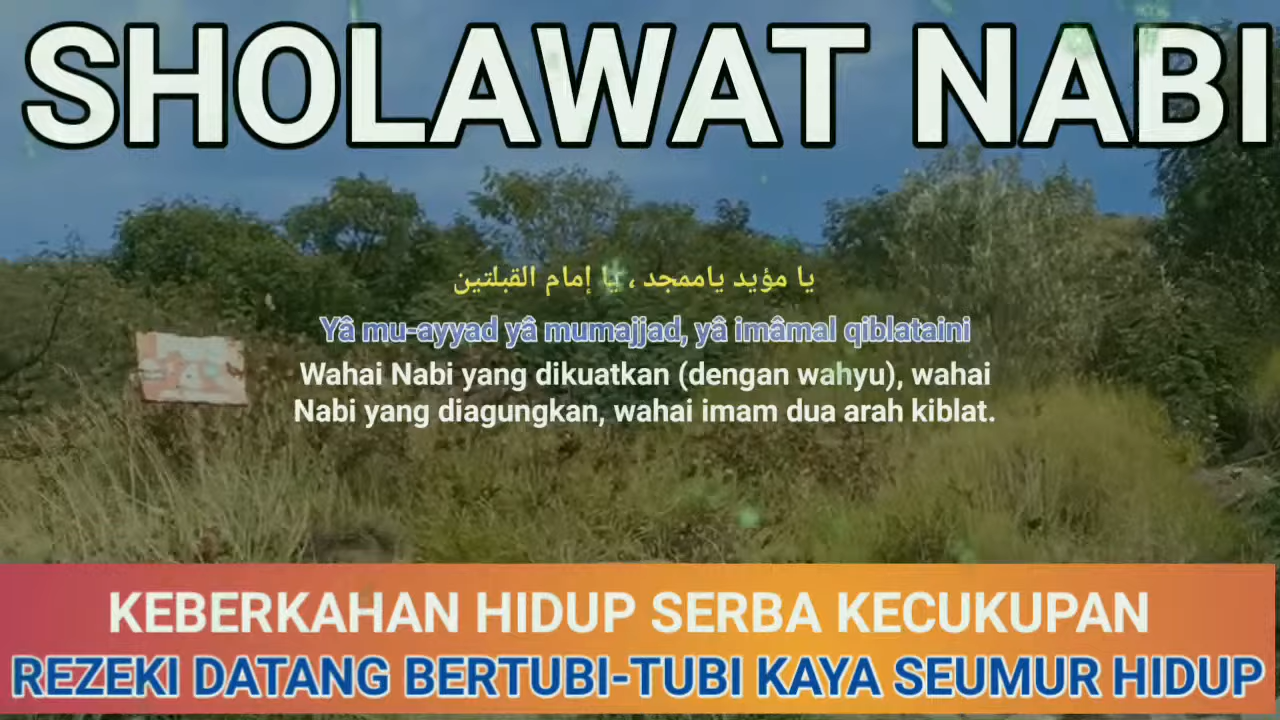 SHOLAWAT NABI
يا مؤيد ياممجد ، يا إمام القبلتين
Yâ mu-ayyad yâ mumajjad, yâ imâmal qiblataini
Wahai Nabi yang dikuatkan (dengan wahyu), wahai
Nabi yang diagungkan, wahai imam dua arah kiblat.
KEBERKAHAN HIDUP SERBA KECUKUPAN
REZEKI DATANG BERTUBI-TUBI KAYA SEUMUR HIDUP